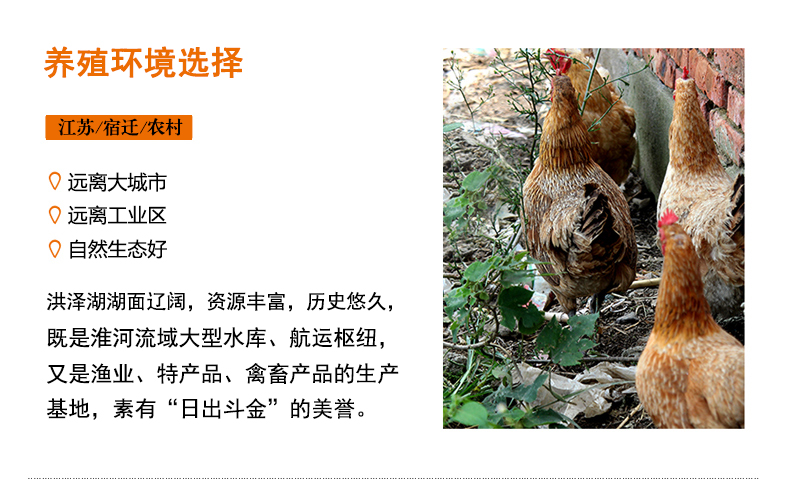 养殖环境选择
江苏/宿迁/农村
远离大城市
远离工业区
自然生态好
洪泽湖湖面辽阔，资源丰富，历史悠久，
既是淮河流域大型水库、航运枢纽，
又是渔业、特产品、禽畜产品的生产
基地，素有“日出斗金”的美誉。